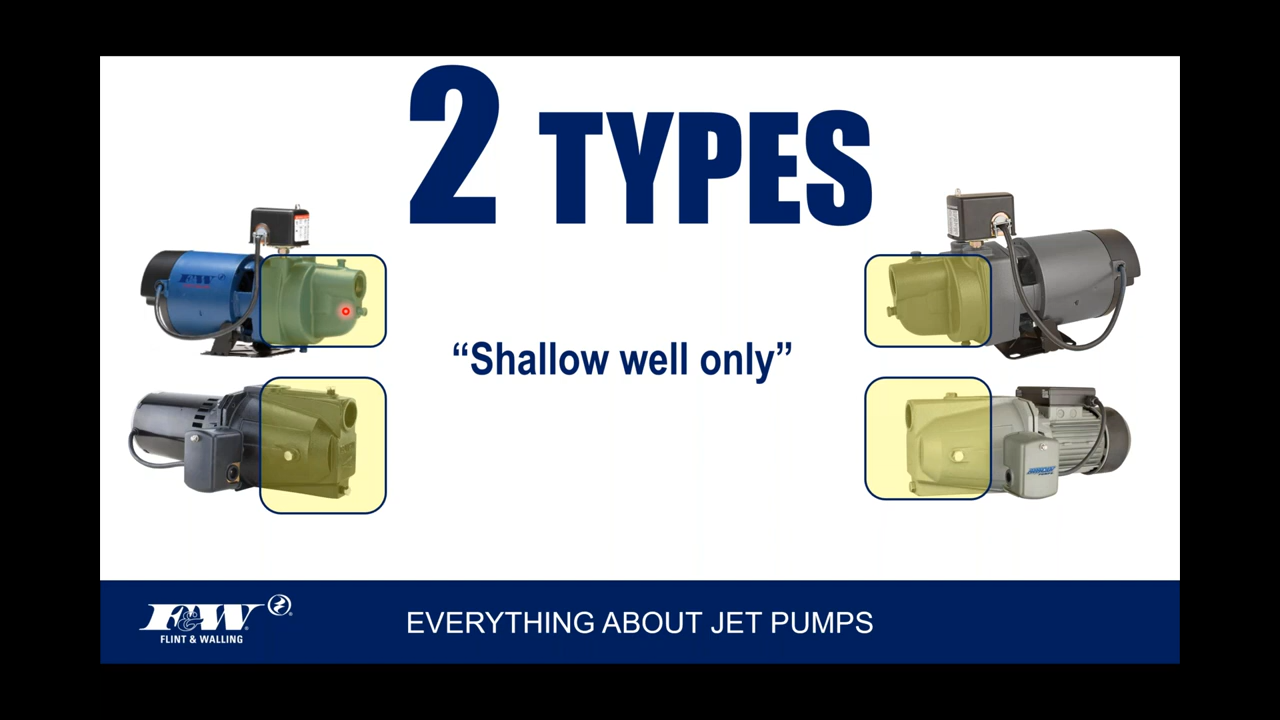 2 TYPES
F&W
“Shallow well only”
F&W
FLINT & WALLING
EVERYTHING ABOUT JET PUMPS